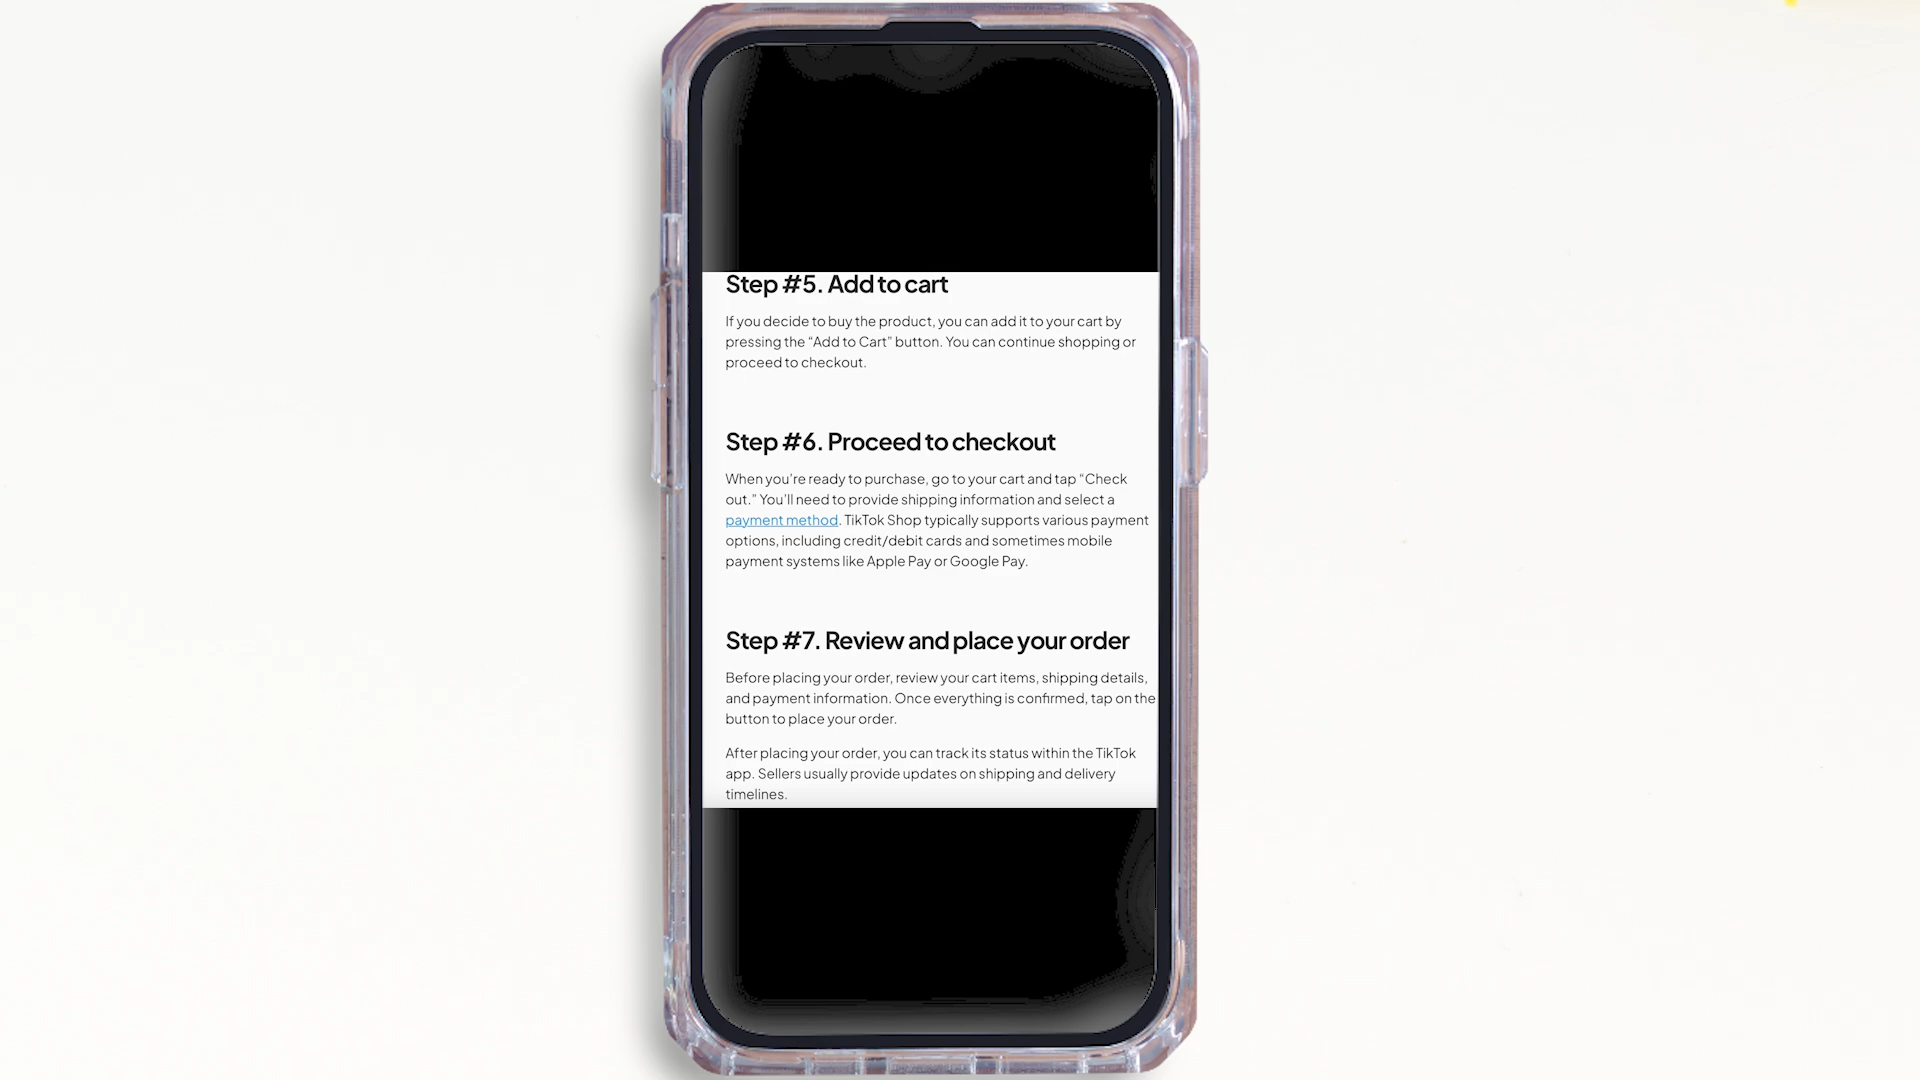 Step #5. Add to cart
If you decide to buy the product, you can add it to your cart by
pressing the “Add to Cart” button. You can continue shopping or
proceed to checkout.
Step #6. Proceed to checkout
When you’re ready to purchase, go to your cart and tap “Check
out.” You’ll need to provide shipping information and select a
payment method. TikTok Shop typically supports various payment
options, including credit/debit cards and sometimes mobile
payment systems like Apple Pay or Google Pay.
Step #7. Review and place your order
Before placing your order, review your cart items, shipping details,
and payment information. Once everything is confirmed, tap on the
button to place your order.
After placing your order, you can track its status within the TikTok
app. Sellers usually provide updates on shipping and delivery
timelines.